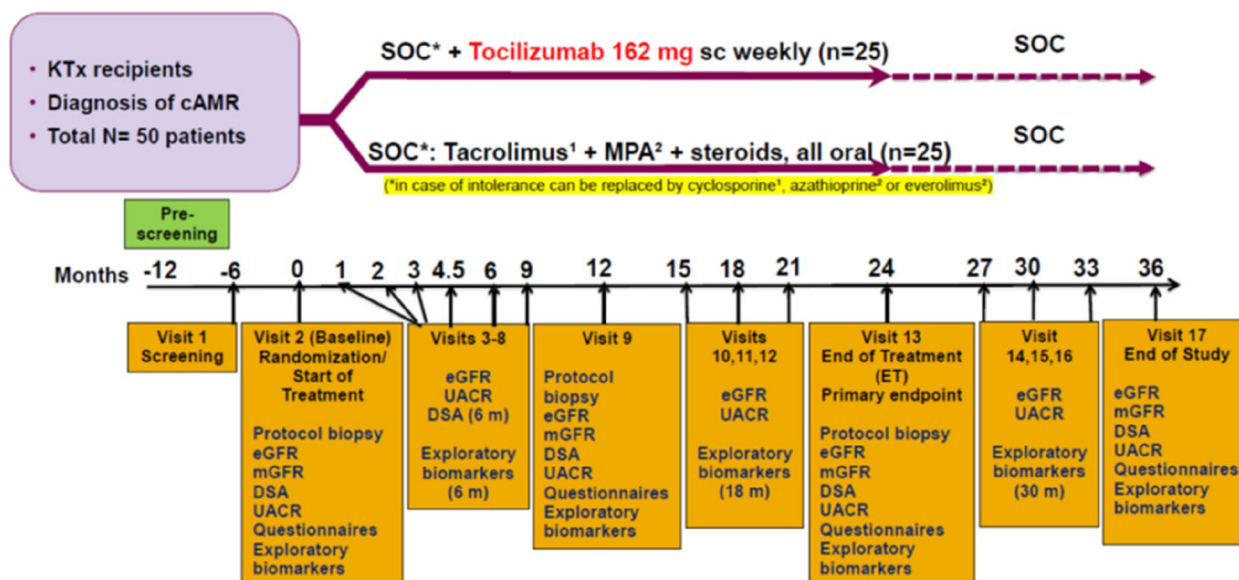 • KTx recipients
• Diagnosis of cAMR
• Total N= 50 patients
SOC* + Tocilizumab 162 mg sc weekly (n=25)
SOC
SOC*: Tacrolimus¹ + MPA² + steroids, all oral (n=25)
SOC
(*in case of intolerance can be replaced by cyclosporine¹, azathioprine² or everolimus²)
Pre-
screening
Months -12 -6 0 1 2 3 4.5 6 9 12 15 18 21 24 27 30 33 36
Visit 1
Screening
Visit 2 (Baseline)
Randomization/
Start of
Treatment
Protocol biopsy
eGFR
mGFR
DSA
UACR
Questionnaires
Exploratory
biomarkers
Visits 3-8
eGFR
UACR
DSA (6 m)
Exploratory
biomarkers
(6 m)
Visit 9
Protocol
biopsy
eGFR
mGFR
DSA
UACR
Questionnaires
Exploratory
biomarkers
Visits
10,11,12
eGFR
UACR
Exploratory
biomarkers
(18 m)
Visit 13
End of Treatment
(ET)
Primary endpoint
Protocol biopsy
eGFR
mGFR
DSA
UACR
Questionnaires
Exploratory
biomarkers
Visit
14,15,16
eGFR
UACR
Exploratory
biomarkers
(30 m)
Visit 17
End of Study
eGFR
mGFR
DSA
UACR
Questionnaires
Exploratory
biomarkers